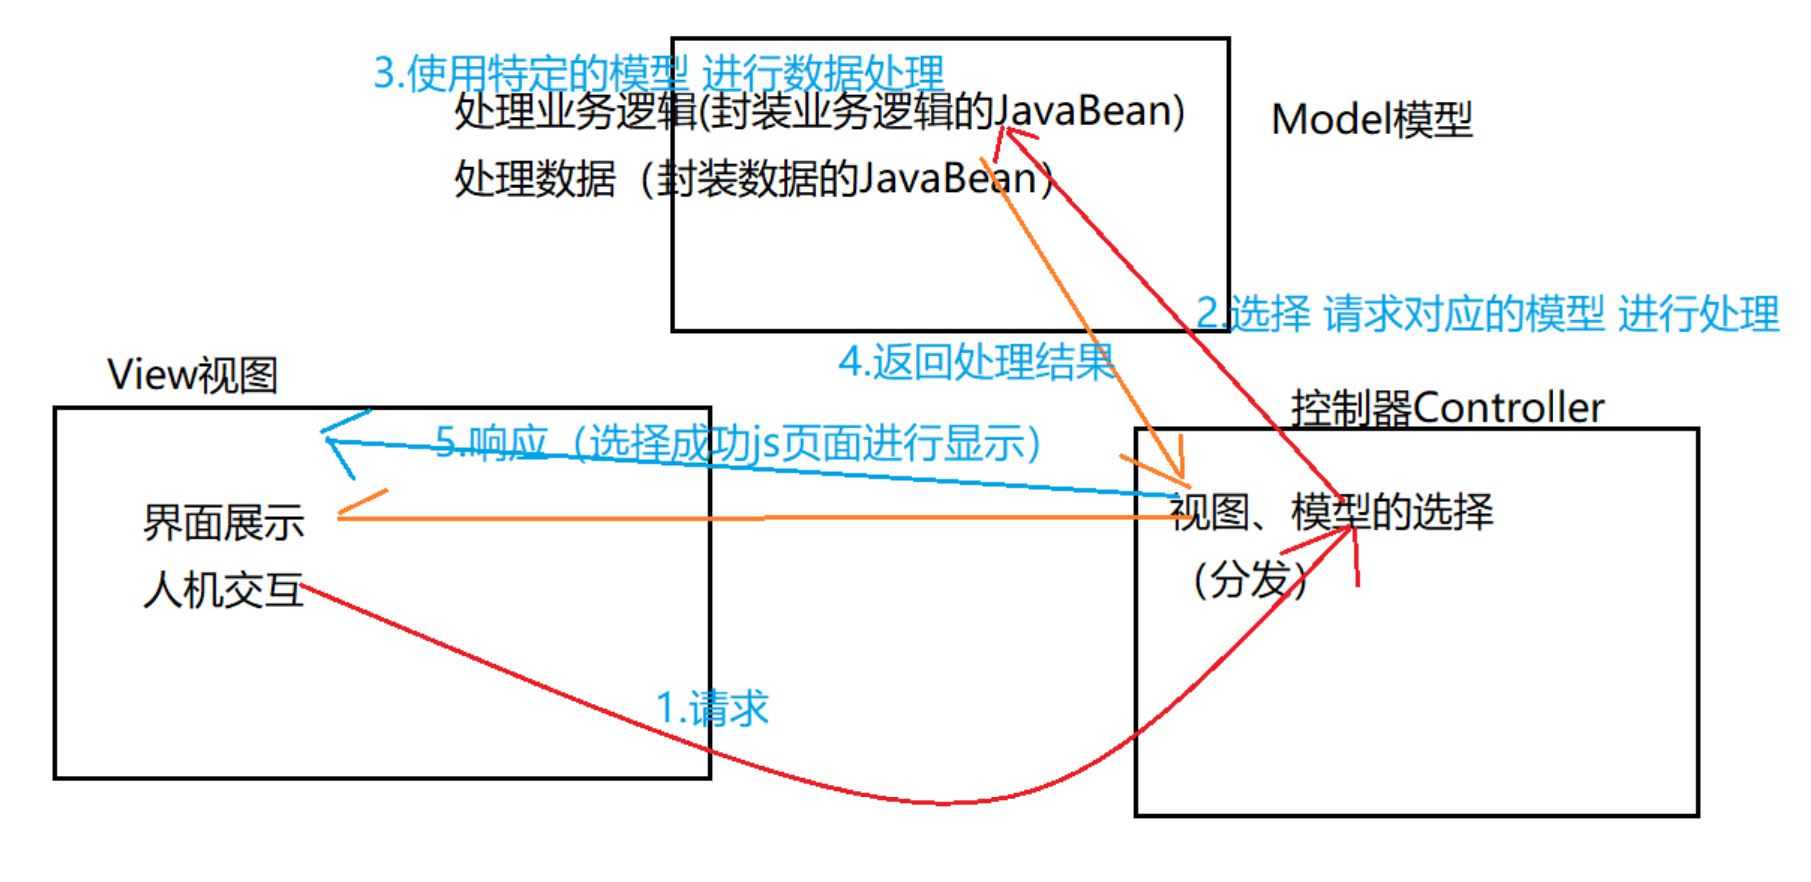 3.使用特定的模型 进行数据处理
处理业务逻辑(封装业务逻辑的JavaBean)
Model模型
处理数据（封装数据的JavaBean）
2.选择 请求对应的模型 进行处理
4.返回处理结果
View视图
控制器Controller
5.响应（选择成功js页面进行显示）
界面展示
视图、模型的选择
人机交互
（分发）
1.请求